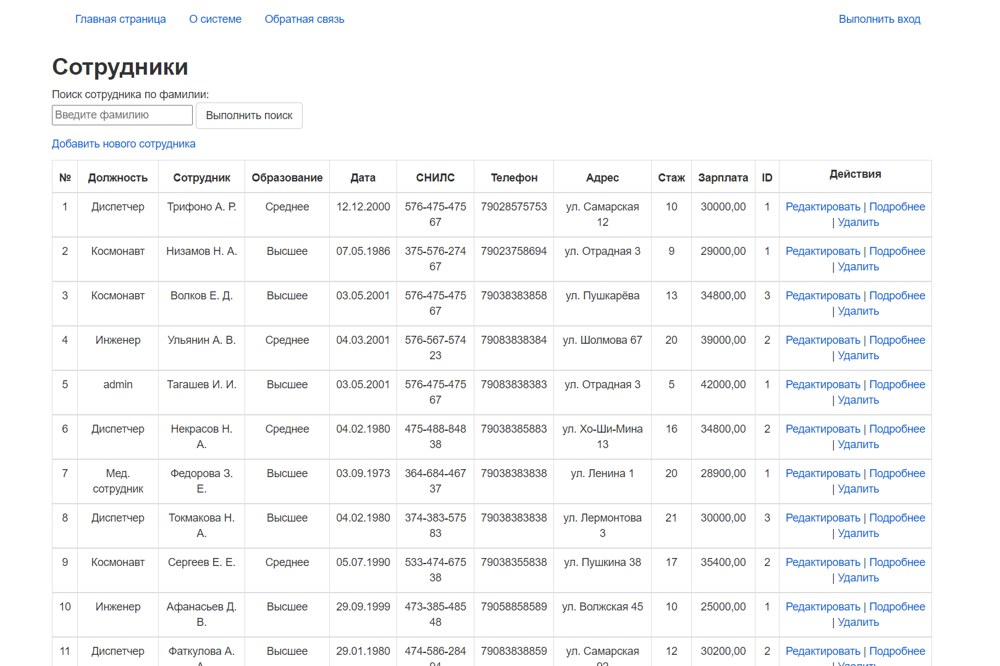 Главная страница О системе Обратная связь Выполнить вход
Сотрудники
Поиск сотрудника по фамилии:
Введите фамилию Выполнить поиск
Добавить нового сотрудника
№ Должность Сотрудник Образование Дата СНИЛС Телефон Адрес Стаж Зарплата ID Действия
1 Диспетчер Трифоно А. Р. Среднее 12.12.2000 576-475-475 79028575753 ул. Самарская 10 30000,00 1 Редактировать | Подробнее
67 12 | Удалить
2 Космонавт Низамов Н. А. Высшее 07.05.1986 375-576-274 79023758694 ул. Отрадная 3 9 29000,00 1 Редактировать | Подробнее
67 | Удалить
3 Космонавт Волков Е. Д. Высшее 03.05.2001 576-475-475 79038383858 ул. Пушкарёва 13 34800,00 3 Редактировать | Подробнее
67 | Удалить
4 Инженер Ульянин А. В. Среднее 04.03.2001 576-567-574 79083838384 ул. Шолмова 67 20 39000,00 2 Редактировать | Подробнее
23 | Удалить
5 admin Тагашев И. И. Высшее 03.05.2001 576-475-475 79083838383 ул. Отрадная 3 5 42000,00 1 Редактировать | Подробнее
67 | Удалить
6 Диспетчер Некрасов Н. Среднее 04.02.1980 475-488-848 79038385883 ул. Хо-Ши-Мина 16 34800,00 2 Редактировать | Подробнее
А. 38 13 | Удалить
7 Мед. Федорова З. Высшее 03.09.1973 364-684-467 79038383838 ул. Ленина 1 20 28900,00 1 Редактировать | Подробнее
сотрудник Е. 37 | Удалить
8 Диспетчер Токмакова Н. Высшее 04.02.1980 374-383-575 79038383838 ул. Лермонтова 21 30000,00 3 Редактировать | Подробнее
А. 83 3 | Удалить
9 Космонавт Сергеев Е. Е. Среднее 05.07.1990 533-474-675 79038355838 ул. Пушкина 38 17 35400,00 2 Редактировать | Подробнее
38 | Удалить
10 Инженер Афанасьев Д. Высшее 29.09.1999 473-385-485 79058858589 ул. Волжская 45 10 25000,00 1 Редактировать | Подробнее
В. 48 | Удалить
11 Диспетчер Фаткулова А. Высшее 29.01.1980 474-586-284 79083838859 ул. Самарская 12 30200,00 2 Редактировать | Подробнее
| Удалить